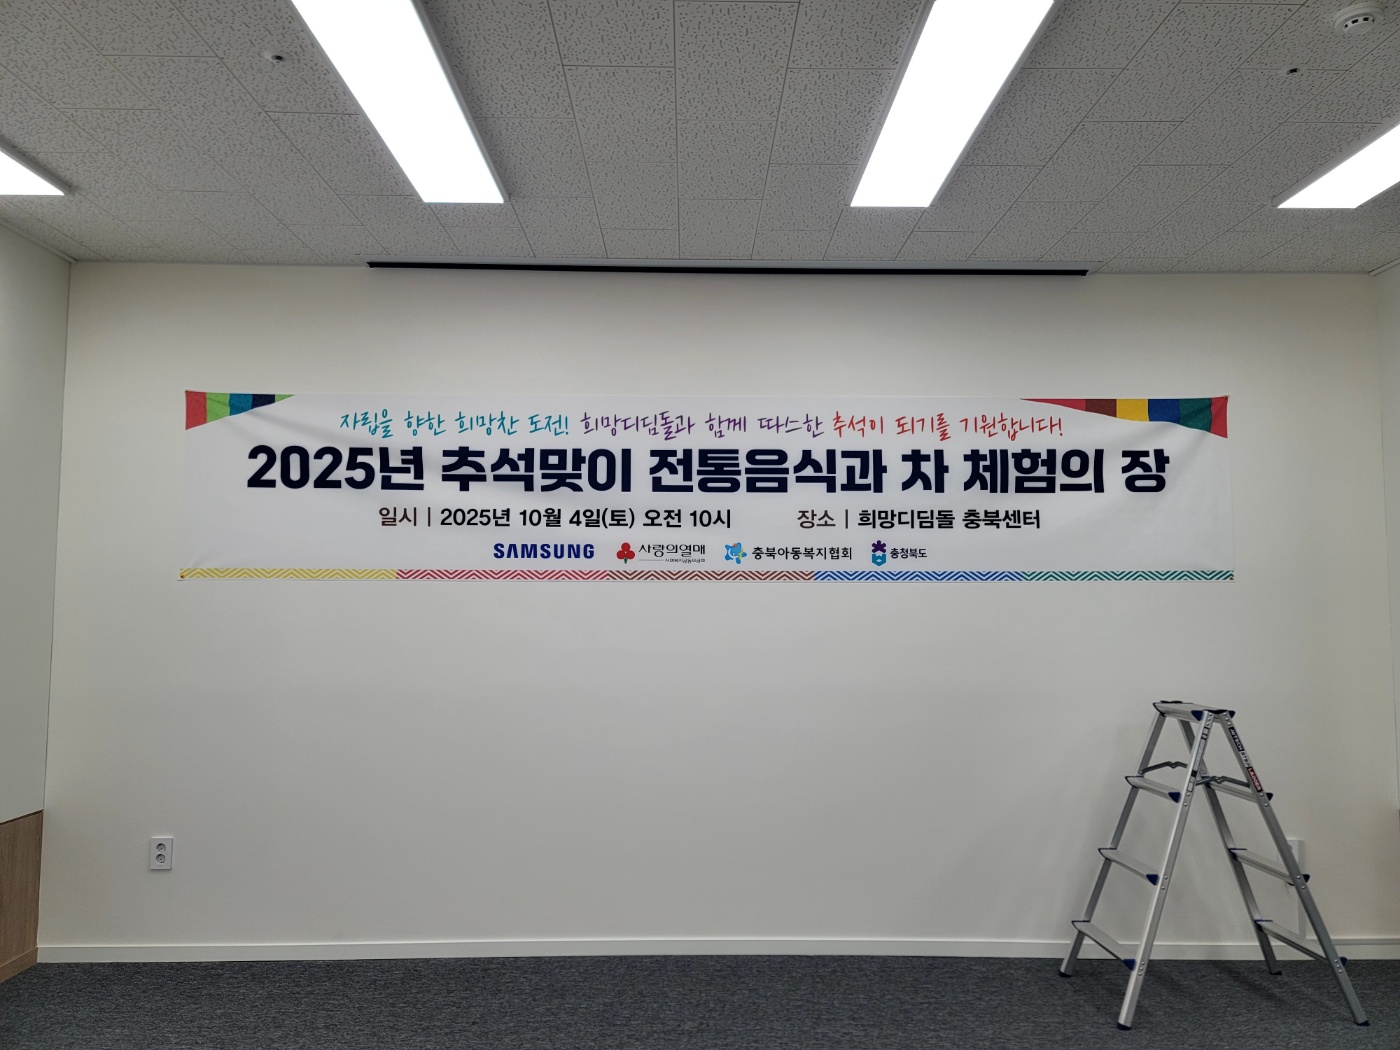 자립을 향한 희망찬 도전! 희망디딤돌과 함께 따스한 추석이 되기를 기원합니다!
2025년 추석맞이 전통음식과 차 체험의 장
일시 | 2025년 10월 4일(토) 오전 10시 장소 | 희망디딤돌 충북센터
SAMSUNG 사랑의열매 충북아동복지협회 충청북도